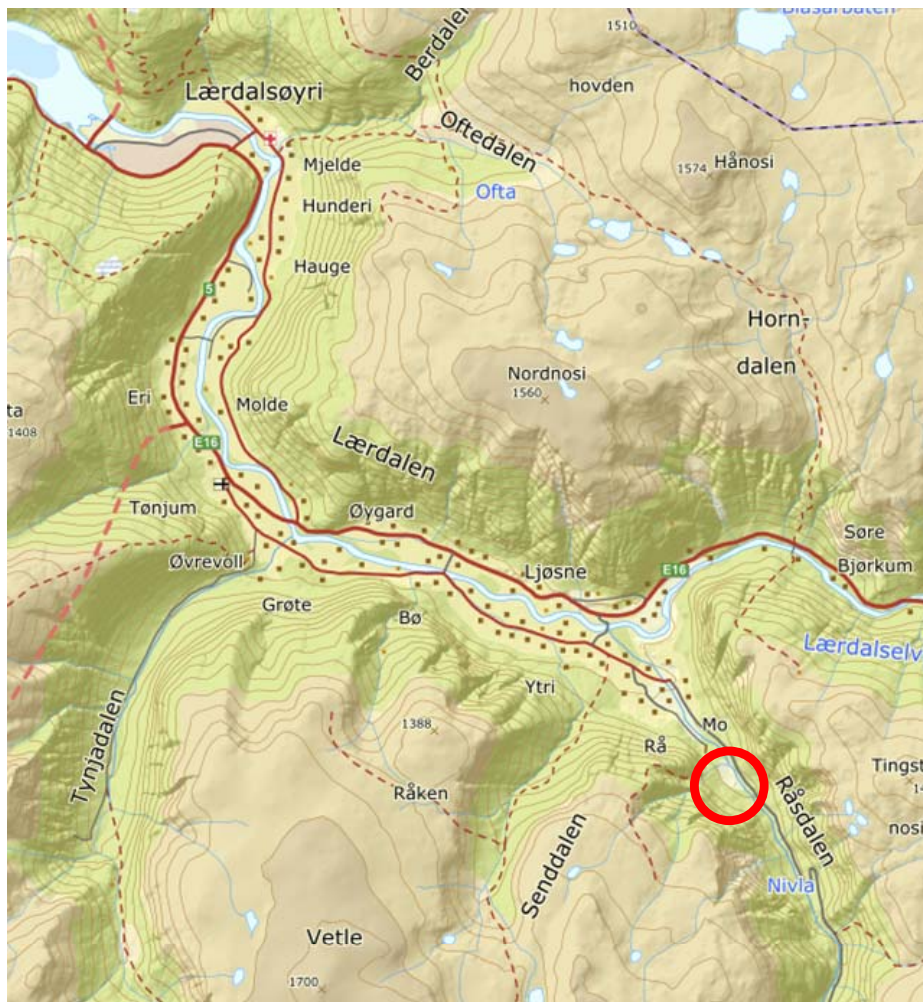 Blåsarbåten
1510
Berdalen
hovden
Lærdalsøyri
Oftedalen
Mjelde
1574
Hånosi
Ofta
Hunderi
Hauge
5
Horn-
dalen
Nordnosi
1560
Eri
Molde
ta
1408
Lærdalen
E16
Tønjum
Øygard
Søre
Bjørkum
Øvrevoll
Ljøsne
E16
Grøte
Bø
Lærdalselv
Ytri
Tynjadalen
1388
Mo
Rå
Tingst
14
nosi
Råken
Råsdalen
Senddalen
Nivla
Vetle
1700